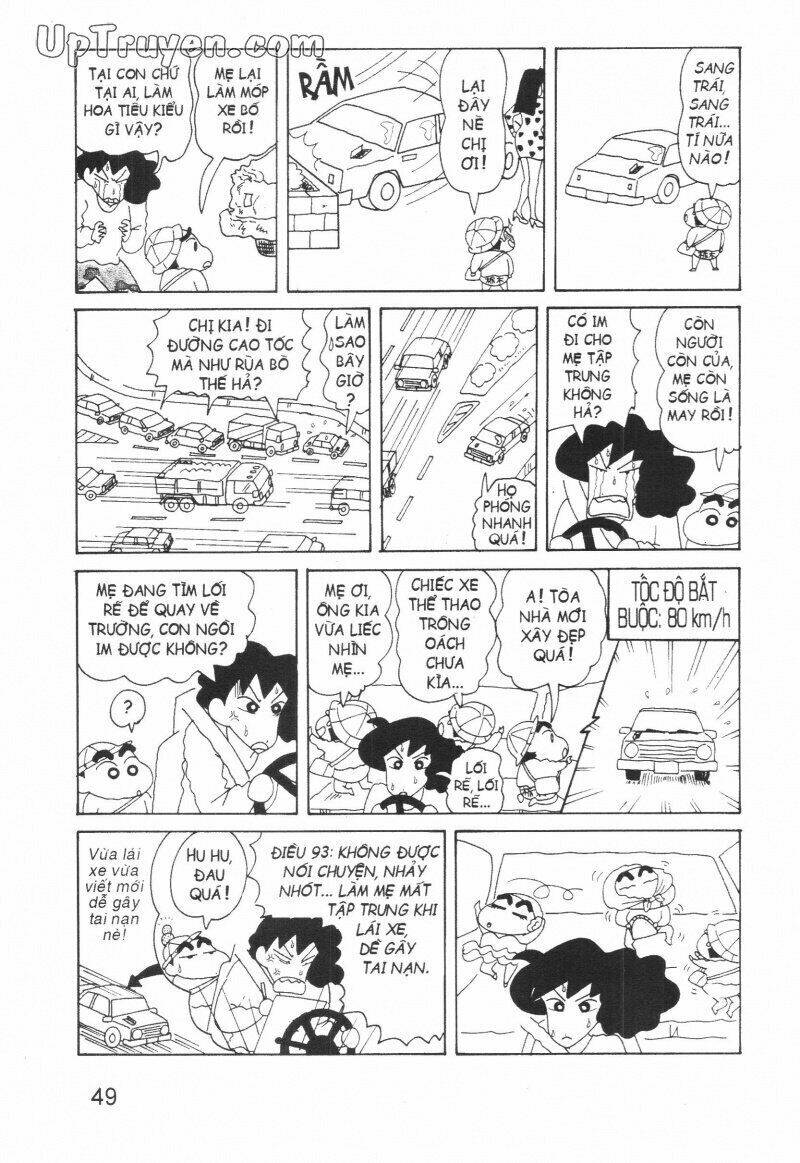 UpTruyen.com
SANG
TRÁI,
SANG
TRÁI...
TÍ NỮA
NÀO!
LẠI
ĐÂY
NÈ
CHỊ
ƠI!
RẦM
MẸ LẠI
LÀM MÓP
XE BỐ
RỒI!
TẠI CON CHỨ
TẠI AI, LÀM
HOA TIÊU KIỂU
GÌ VẬY?
CÒN
NGƯỜI
CÒN CỦA,
MẸ CÒN
SỐNG LÀ
MAY RỒI!
CÓ IM
ĐI CHO
MẸ TẬP
TRUNG
KHÔNG
HẢ?
HỌ
PHÓNG
NHANH
QUÁ!
LÀM
SAO
BÂY
GIỜ
?
CHỊ KIA! ĐI
ĐƯỜNG CAO TỐC
MÀ NHƯ RÙA BÒ
THẾ HẢ?
TỐC ĐỘ BẮT
BUỘC: 80 km/h
A! TÒA
NHÀ MỚI
XÂY ĐẸP
QUÁ!
CHIẾC XE
THỂ THAO
TRÔNG
OÁCH
CHƯA
KÌA...
MẸ ƠI,
ÔNG KIA
VỪA LIẾC
NHÌN
MẸ...
LỐI
RẼ, LỐI
RẼ...
MẸ ĐANG TÌM LỐI
RẼ ĐỂ QUAY VỀ
TRƯỜNG, CON NGỒI
IM ĐƯỢC KHÔNG?
?
ĐIỀU 93: KHÔNG ĐƯỢC
NÓI CHUYỆN, NHẢY
NHÓT... LÀM MẸ MẤT
TẬP TRUNG KHI
LÁI XE,
DỄ GÂY
TAI NẠN.
HU HU,
ĐAU
QUÁ!
Vừa lái
xe vừa
viết mới
dễ gây
tai nạn
nè!
49